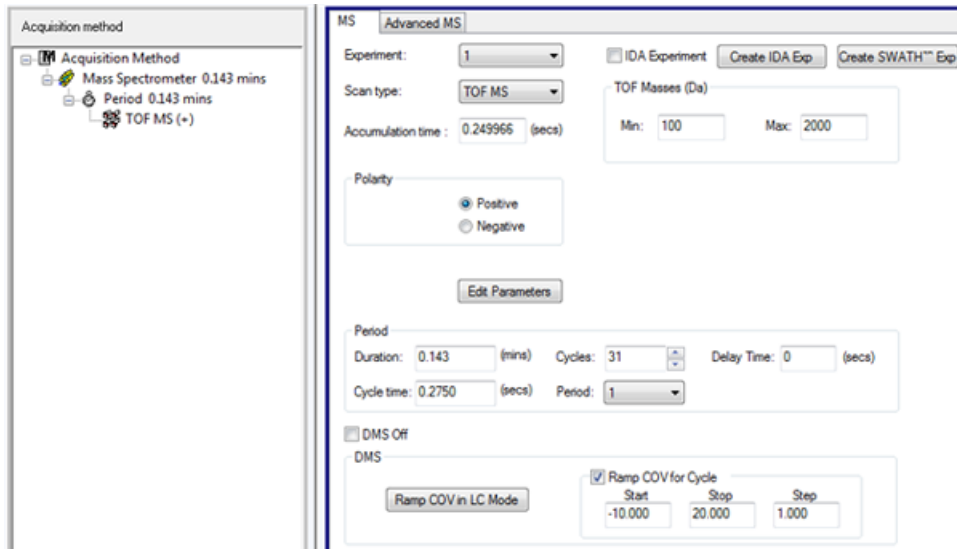 Acquisition method
Acquisition Method
Mass Spectrometer 0.143 mins
Period 0.143 mins
TOF MS (+)
MS Advanced MS
Experiment: 1 IDA Experiment Create IDA Exp Create SWATH™ Exp
Scan type: TOF MS TOF Masses (Da)
Accumulation time : 0.249966 (secs) Min: 100 Max: 2000
Polarity
Positive
Negative
Edit Parameters
Period
Duration: 0.143 (mins) Cycles: 31 Delay Time: 0 (secs)
Cycle time: 0.2750 (secs) Period: 1
DMS Off
DMS
Ramp COV for Cycle
Ramp COV in LC Mode
Start Stop Step
-10.000 20.000 1.000